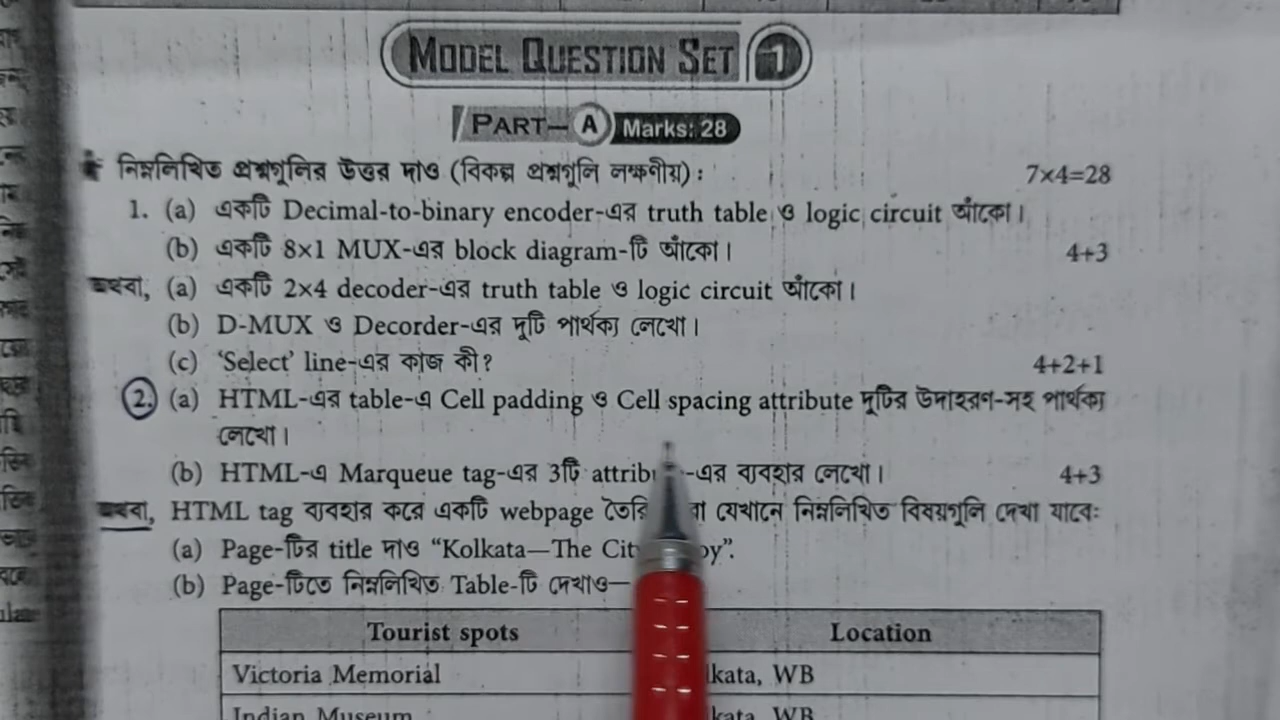 MODEL QUESTION SET 1
PART—A Marks: 28
নিম্নলিখিত প্রশ্নগুলির উত্তর দাও (বিকল্প প্রশ্নগুলি লক্ষণীয়) : 7×4=28
1. (a) একটি Decimal-to-binary encoder-এর truth table ও logic circuit আঁকো।
(b) একটি 8×1 MUX-এর block diagram-টি আঁকো। 4+3
অথবা, (a) একটি 2×4 decoder-এর truth table ও logic circuit আঁকো।
(b) D-MUX ও Decorder-এর দুটি পার্থক্য লেখো।
(c) ‘Select’ line-এর কাজ কী? 4+2+1
2. (a) HTML-এর table-এ Cell padding ও Cell spacing attribute দুটির উদাহরণ-সহ পার্থক্য
লেখো।
(b) HTML-এ Marqueue tag-এর 3টি -এর ব্যবহার লেখো। 4+3
অথবা, HTML tag ব্যবহার করে একটি webpage যেখানে নিম্নলিখিত বিষয়গুলি দেখা যাবেঃ
(a) Page-টির title দাও “Kolkata—The
(b) Page-টিতে নিম্নলিখিত Table-টি দেখাও—
Tourist spots Location
Victoria Memorial WB
Indian Museum WB